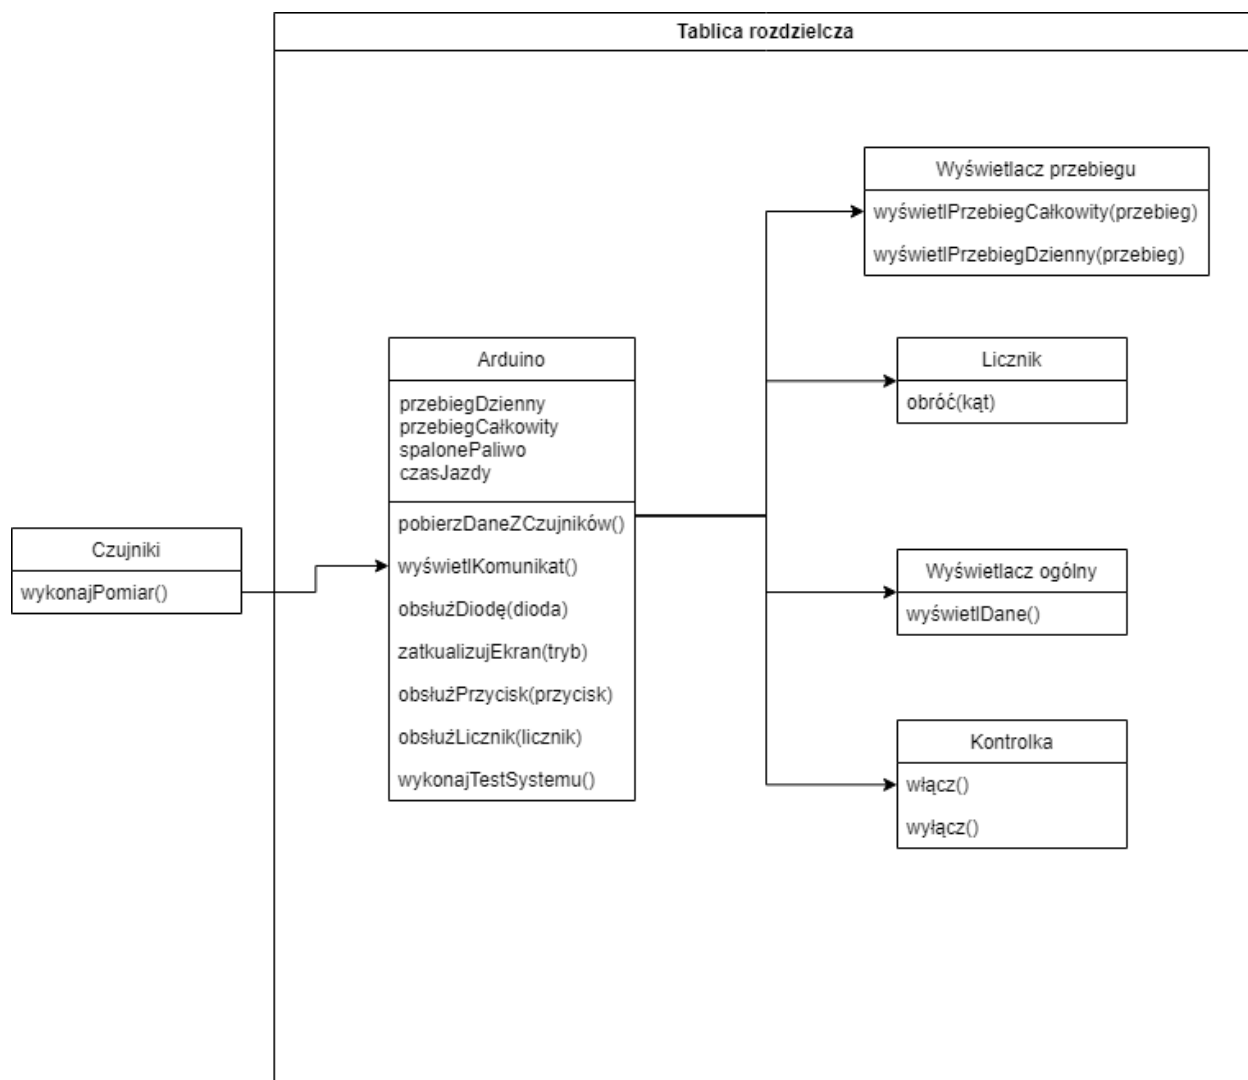 Tablica rozdzielcza
Wyświetlacz przebiegu
wyświetlPrzebiegCałkowity(przebieg)
wyświetlPrzebiegDzienny(przebieg)
Arduino
przebiegDzienny
przebiegCałkowity
spalonePaliwo
czasJazdy
pobierzDaneZCzujników()
wyświetlKomunikat()
obsłużDiodę(dioda)
zatkualizujEkran(tryb)
obsłużPrzycisk(przycisk)
obsłużLicznik(licznik)
wykonajTestSystemu()
Licznik
obróć(kąt)
Czujniki
wykonajPomiar()
Wyświetlacz ogólny
wyświetlDane()
Kontrolka
włącz()
wyłącz()